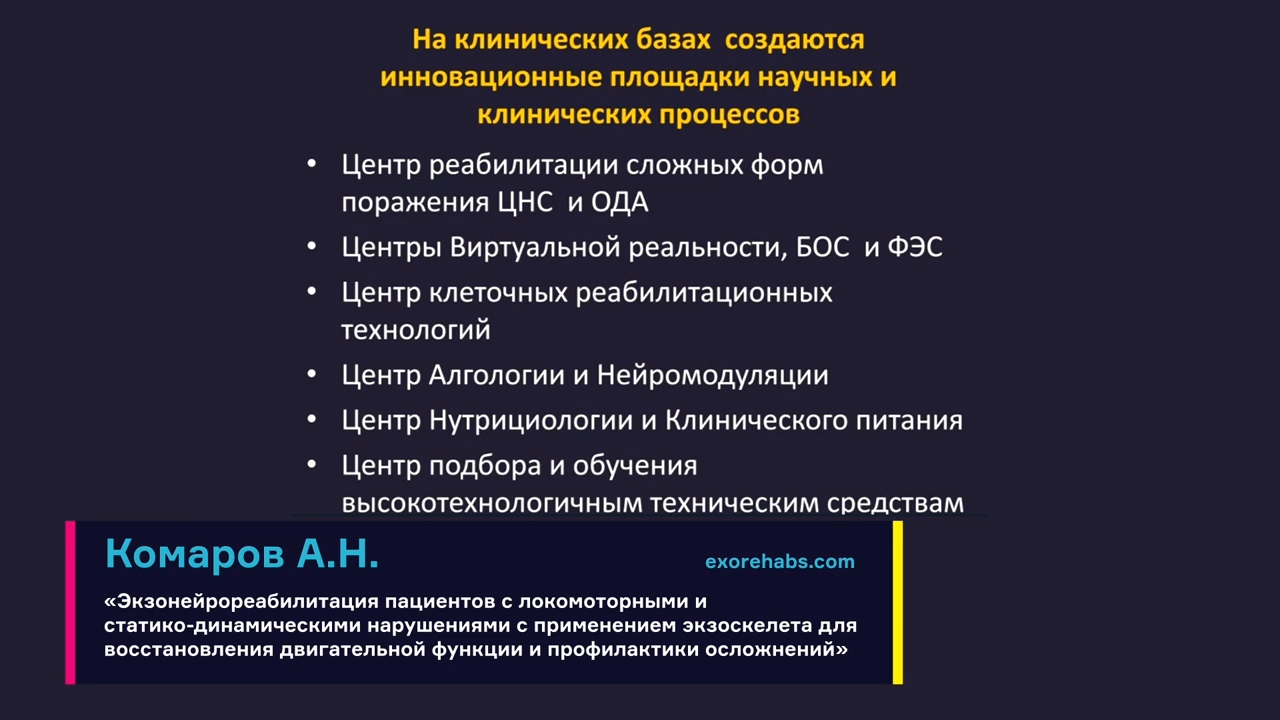 На клинических базах создаются
инновационные площадки научных и
клинических процессов
• Центр реабилитации сложных форм
поражения ЦНС и ОДА
• Центры Виртуальной реальности, БОС и ФЭС
• Центр клеточных реабилитационных
технологий
• Центр Алгологии и Нейромодуляции
• Центр Нутрициологии и Клинического питания
• Центр подбора и обучения
высокотехнологичным техническим средствам
Комаров А.Н.
exorehabs.com
«Экзонейрореабилитация пациентов с локомоторными и
статико-динамическими нарушениями с применением экзоскелета для
восстановления двигательной функции и профилактики осложнений»